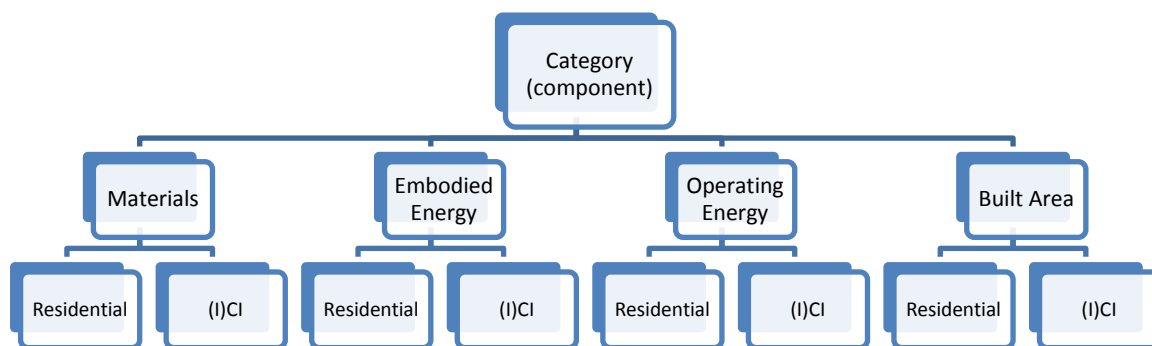 Category
(component)
Materials
Embodied
Energy
Operating
Energy
Built Area
Residential
(I)CI
Residential
(I)CI
Residential
(I)CI
Residential
(I)CI